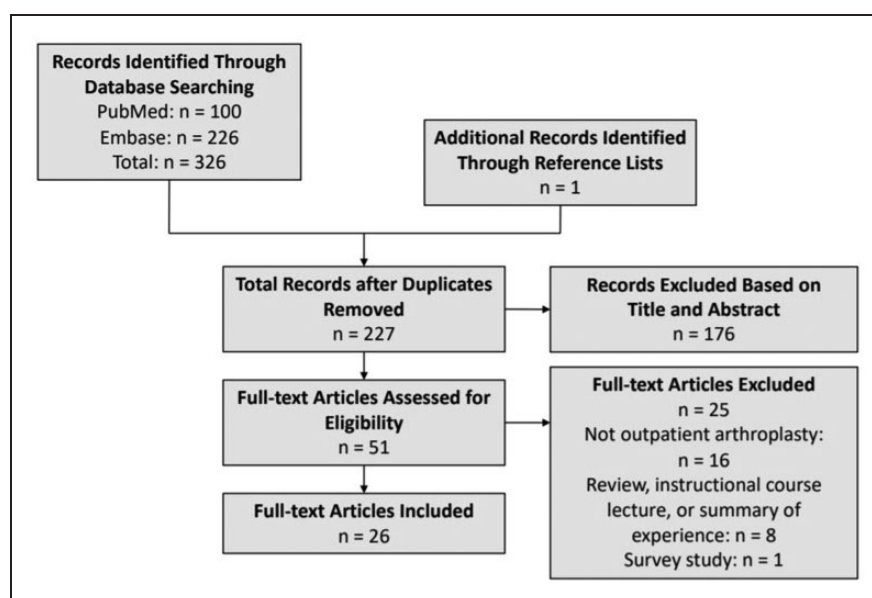 Records Identified Through
Database Searching
PubMed: n = 100
Embase: n = 226
Total: n = 326
Additional Records Identified
Through Reference Lists
n = 1
Total Records after Duplicates
Removed
n = 227
Records Excluded Based on
Title and Abstract
n = 176
Full-text Articles Assessed for
Eligibility
n = 51
Full-text Articles Excluded
n = 25
Not outpatient arthroplasty:
n = 16
Review, instructional course
lecture, or summary of
experience: n = 8
Survey study: n = 1
Full-text Articles Included
n = 26